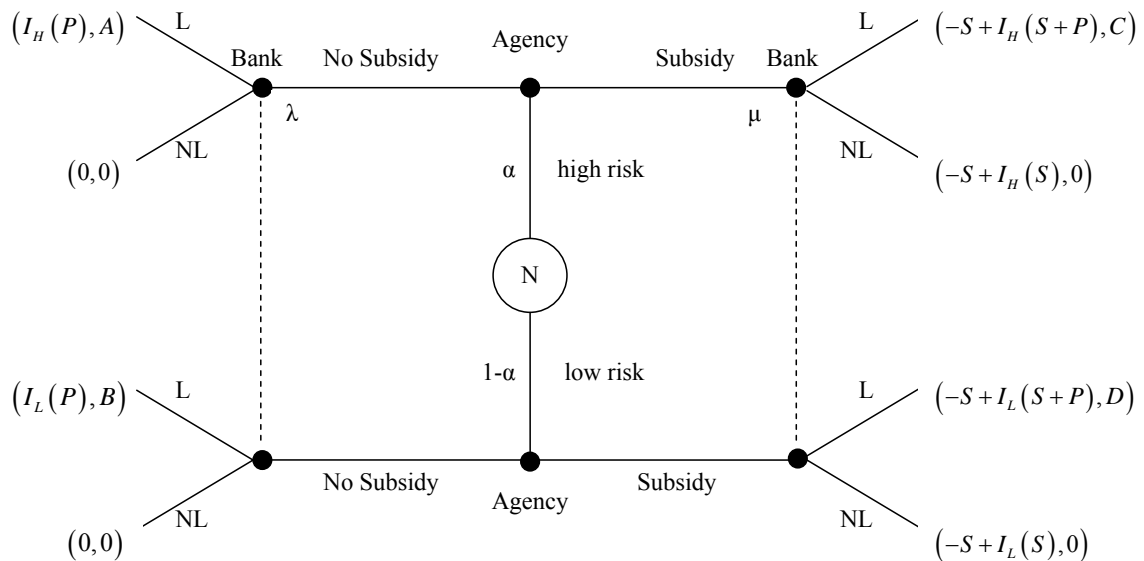 (I_H(P), A) L Agency L (−S + I_H(S+P), C)
Bank No Subsidy Subsidy Bank
λ μ
NL NL
(0,0) α high risk (−S + I_H(S), 0)
N
1-α low risk
(I_L(P), B) L L (−S + I_L(S+P), D)
No Subsidy Subsidy
Agency
NL NL
(0,0) (−S + I_L(S), 0)